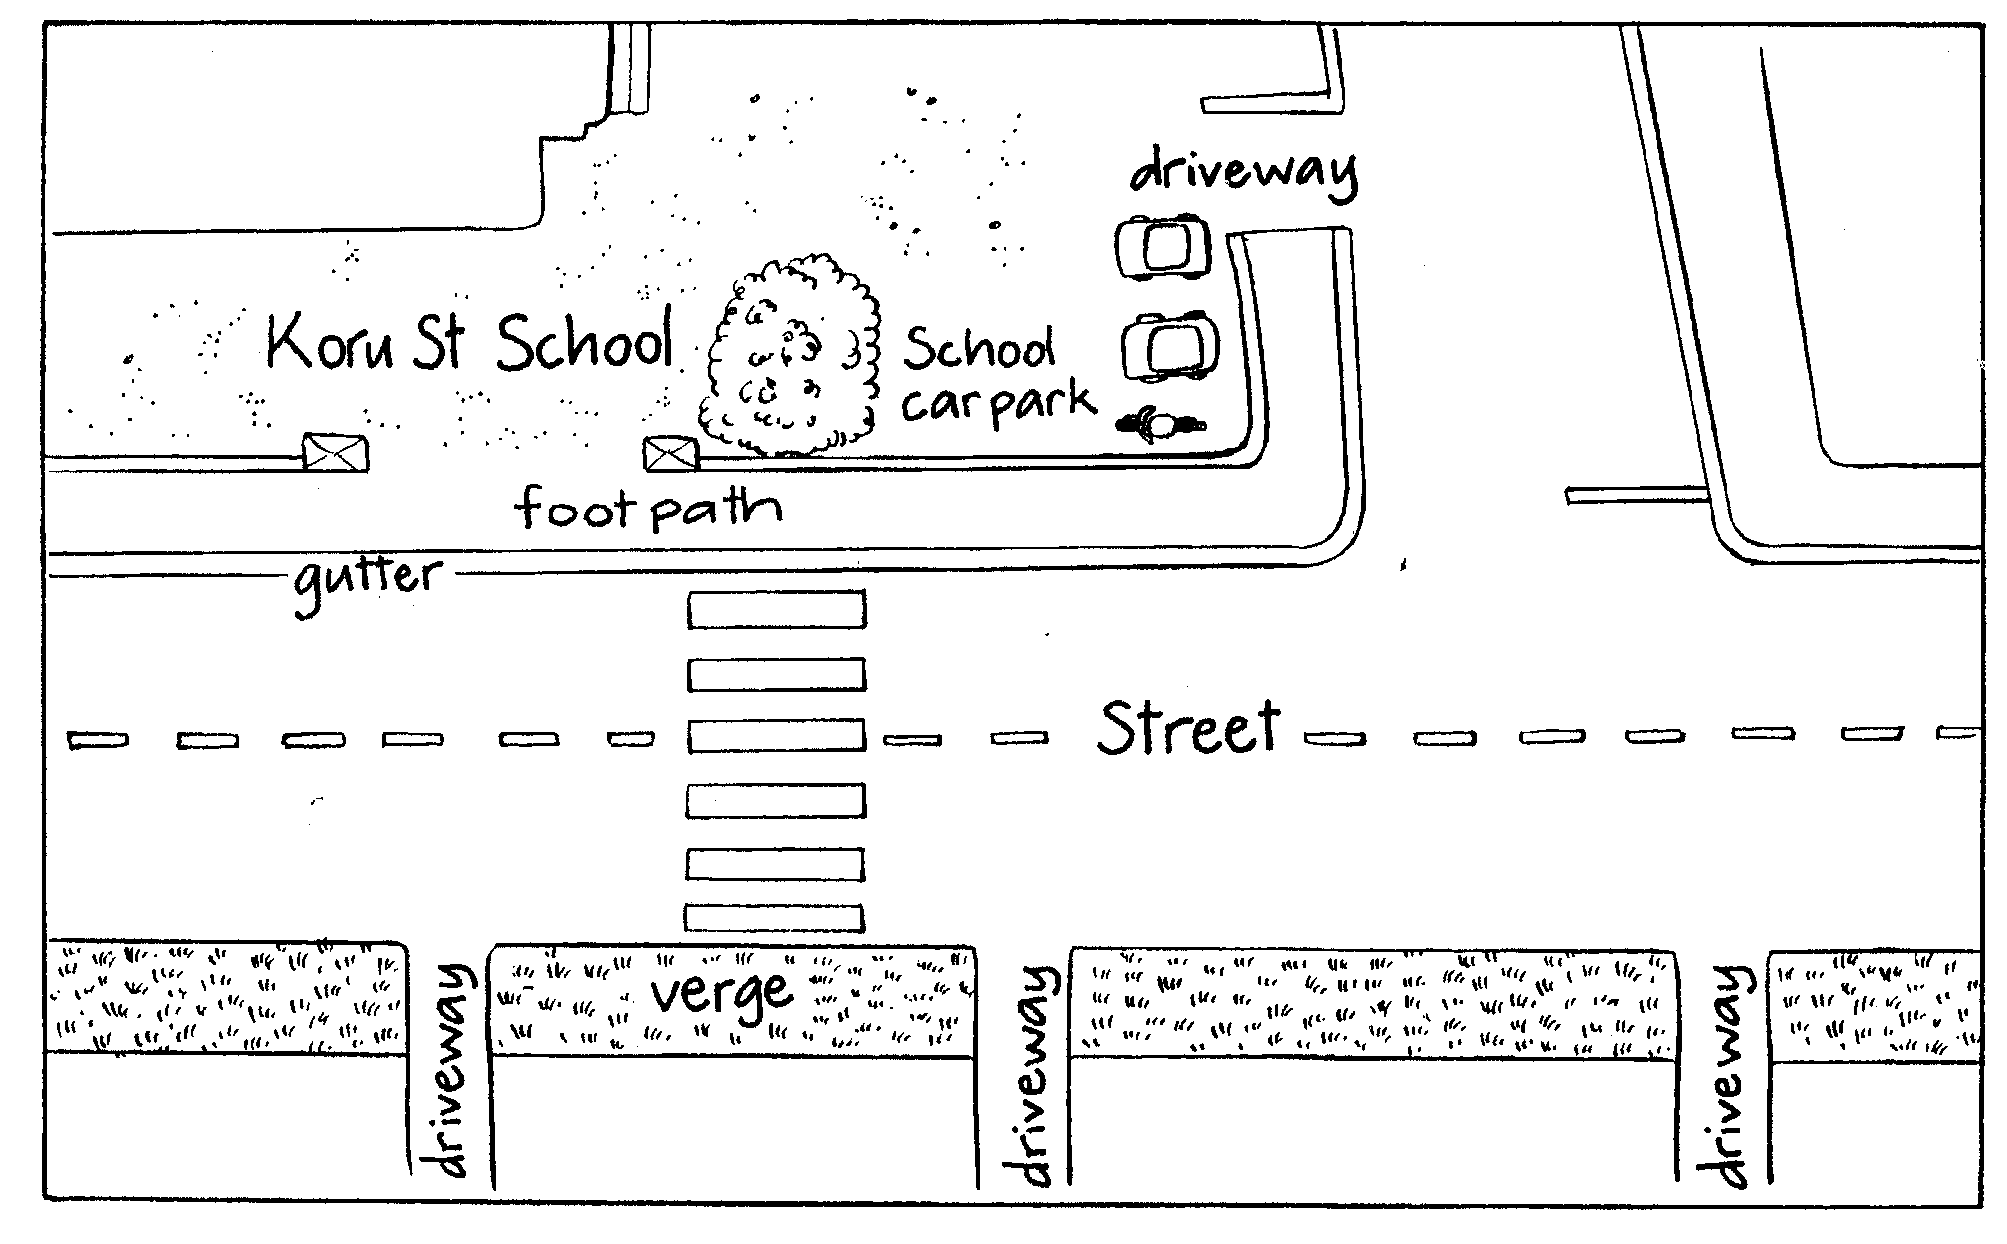 driveway
Koru St School
School
car park
foot path
gutter
Street
verge
driveway
driveway
driveway